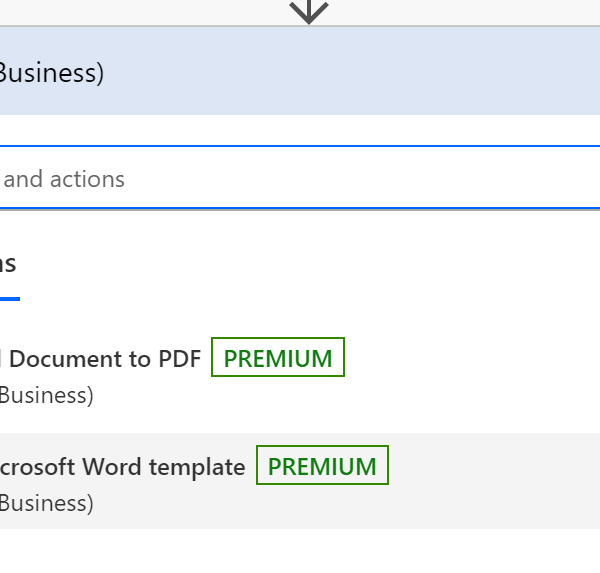 Business)
and actions
ns
Document to PDF PREMIUM
Business)
crosoft Word template PREMIUM
Business)